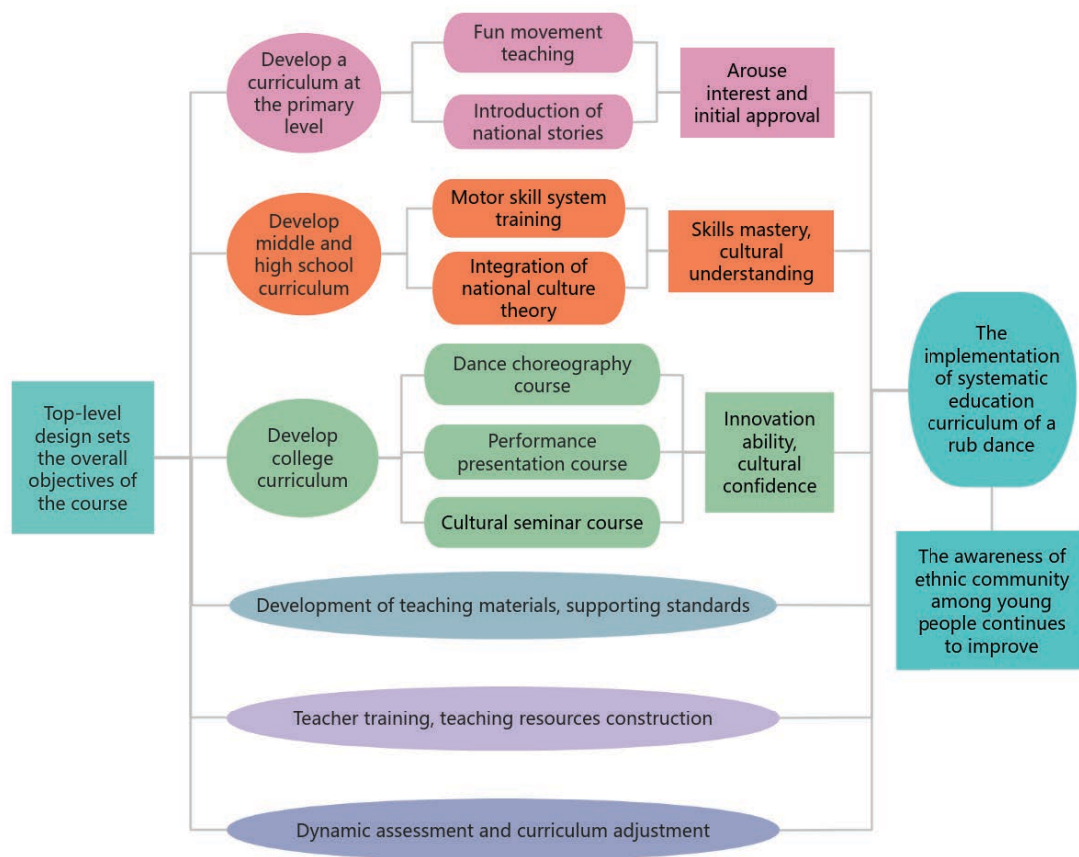 Top-level
design sets
the overall
objectives of
the course
Develop a
curriculum at
the primary
level
Fun movement
teaching
Introduction of
national stories
Arouse
interest and
initial approval
Develop
middle and
high school
curriculum
Motor skill system
training
Integration of
national culture
theory
Skills mastery,
cultural
understanding
Develop
college
curriculum
Dance choreography
course
Performance
presentation course
Cultural seminar course
Innovation
ability,
cultural
confidence
Development of teaching materials, supporting standards
Teacher training, teaching resources construction
Dynamic assessment and curriculum adjustment
The
implementation
of systematic
education
curriculum of a
rub dance
The awareness of
ethnic community
among young
people continues
to improve